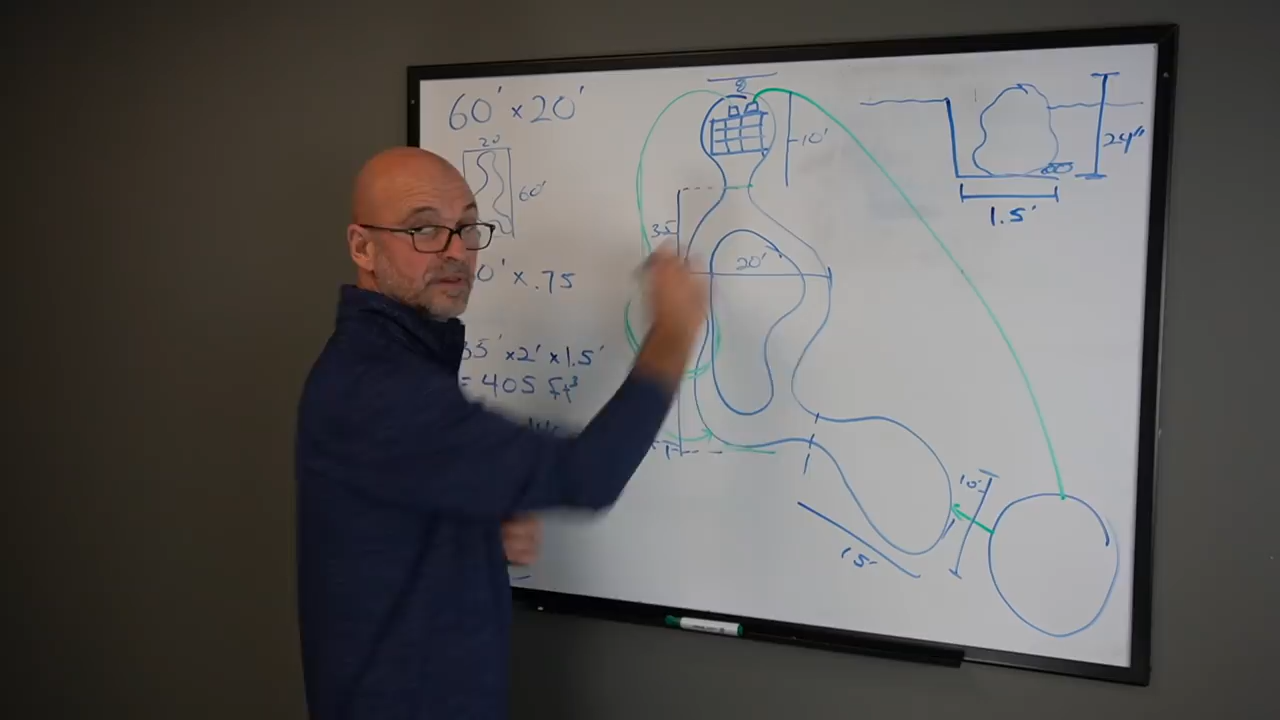 60' x 20'
20'
60'
0' x .75
35' x 2' x 1.5'
= 405 ft³
10'
35
20'
10'
15'
24"
1.5'